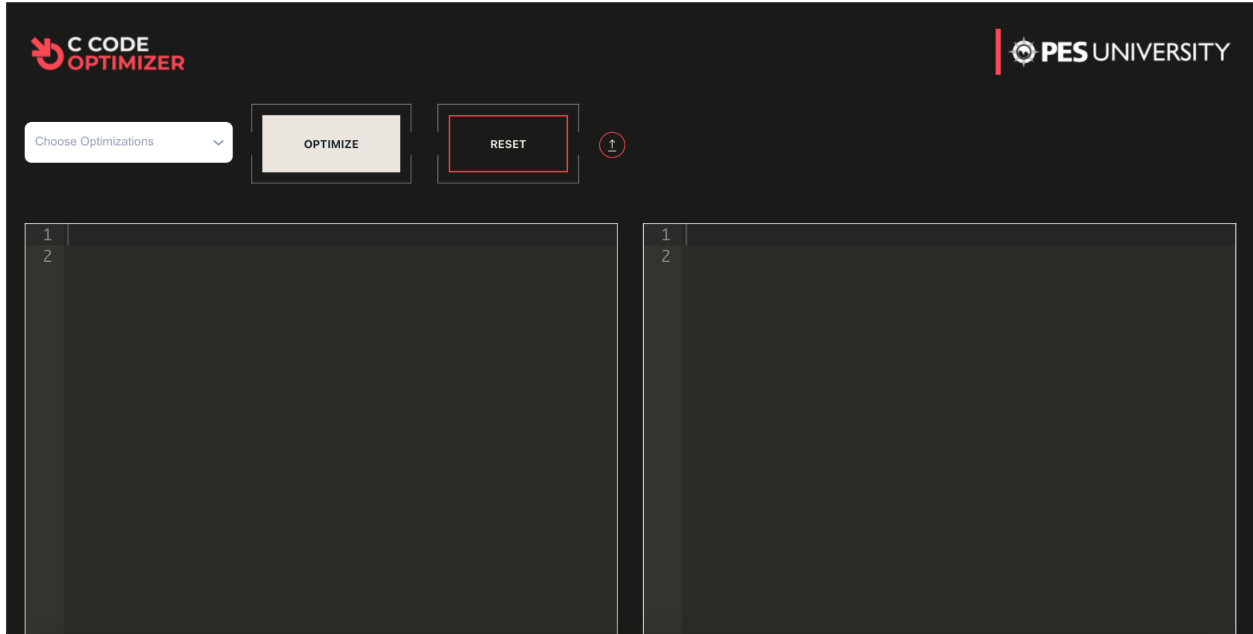 C CODE
OPTIMIZER
PES UNIVERSITY
Choose Optimizations
OPTIMIZE
RESET
1
2
1
2